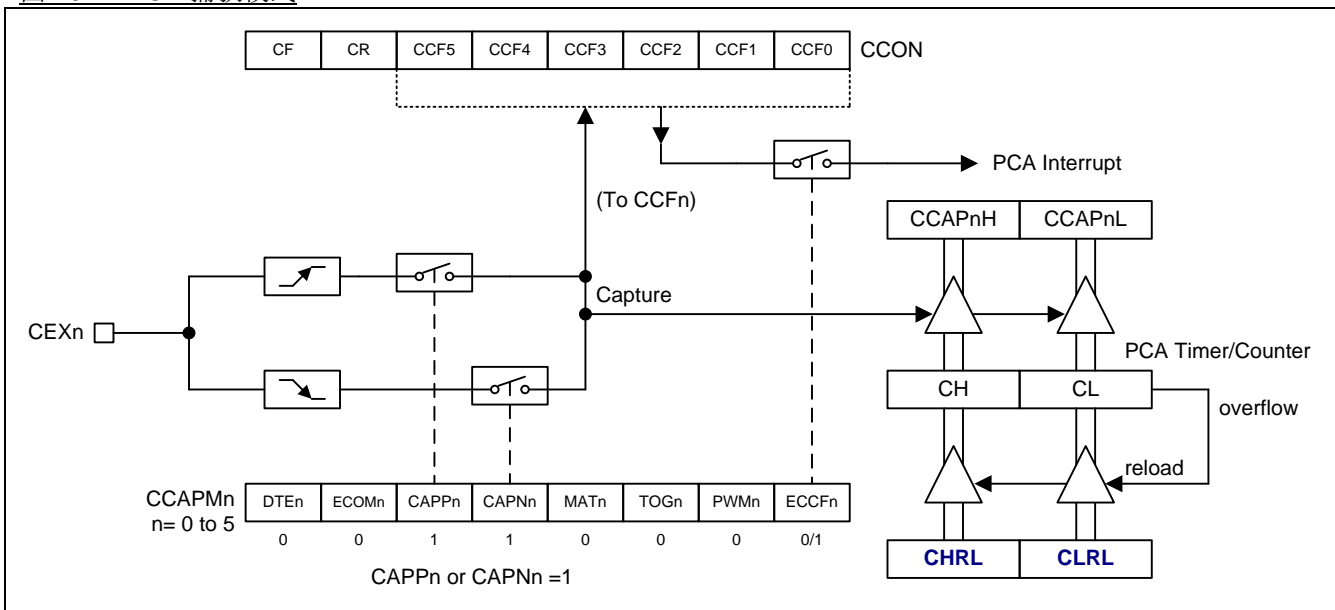 CF CR CCF5 CCF4 CCF3 CCF2 CCF1 CCF0 CCON
PCA Interrupt
(To CCFn)
CCAPnH CCAPnL
Capture
CEXn
PCA Timer/Counter
CH CL
overflow
reload
CCAPMn
n= 0 to 5
DTEn ECOMn CAPPn CAPNn MATn TOGn PWMn ECCFn
0 0 1 1 0 0 0 0/1
CHRL CLRL
CAPPn or CAPNn =1